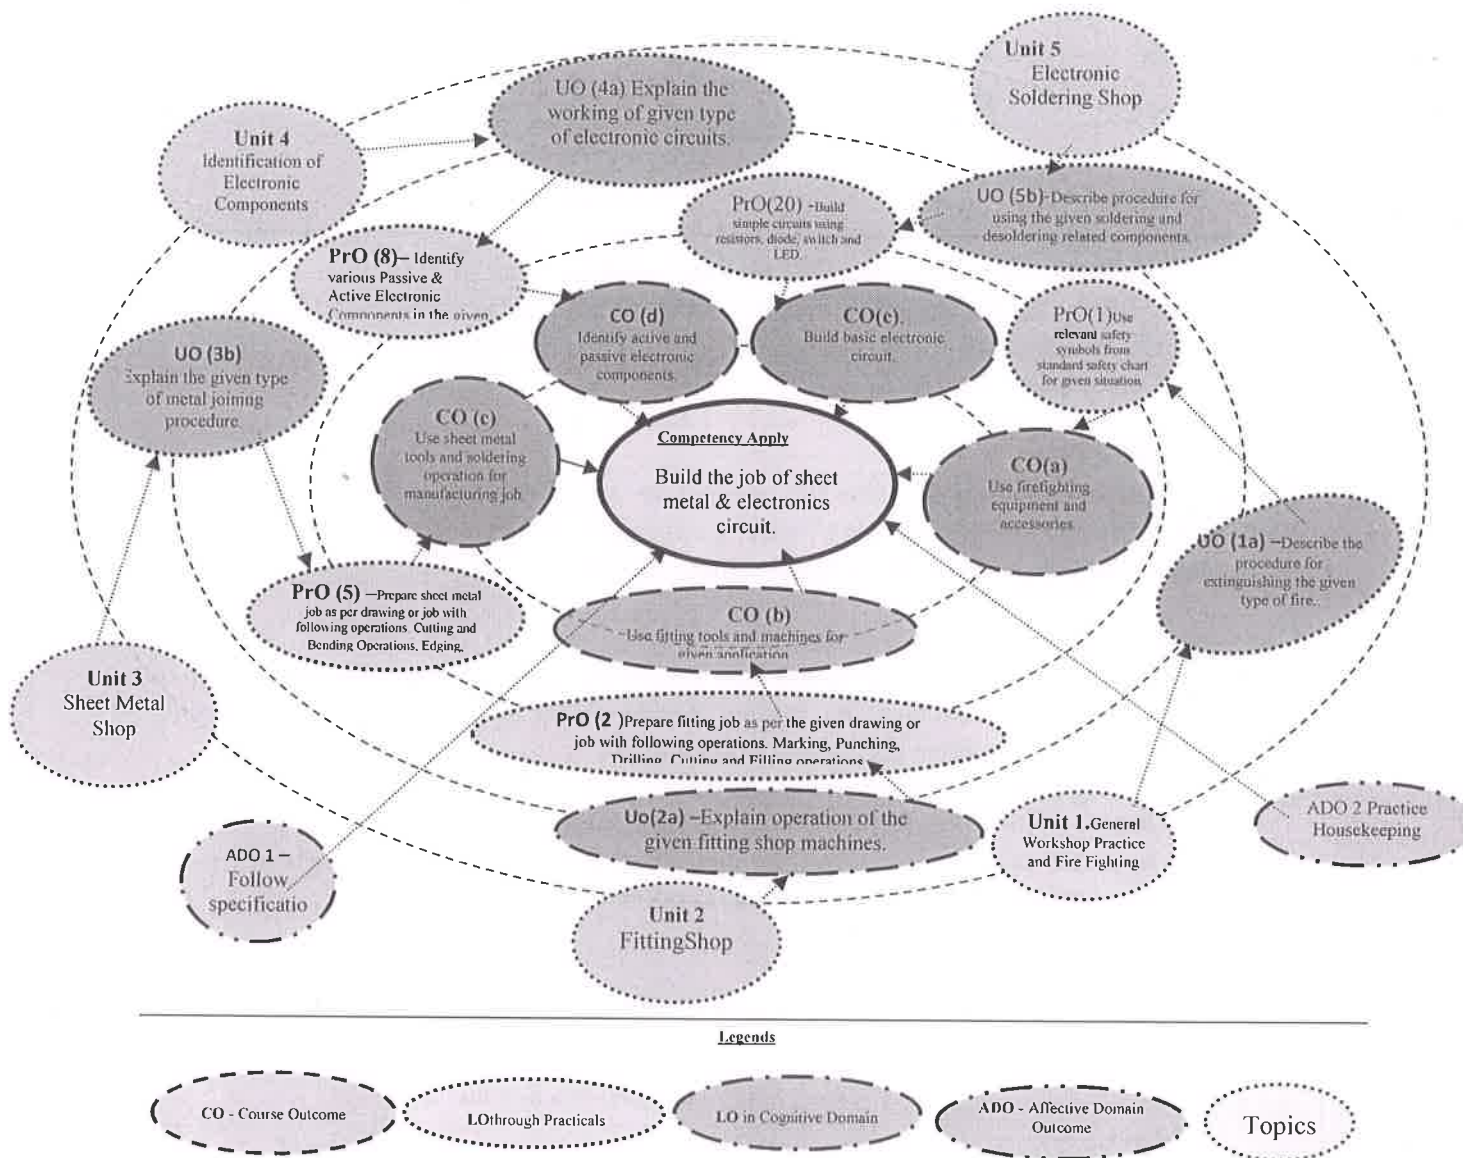 Unit 5
Electronic
Soldering Shop
UO (4a) Explain the
working of given type
of electronic circuits.
Unit 4
Identification of
Electronic
Components
PrO(20) -Build
simple circuits using
resistors, diode, switch and
LED.
UO (5b)-Describe procedure for
using the given soldering and
desoldering related components.
PrO (8)– Identify
various Passive &
Active Electronic
Components in the given
CO (d)
Identify active and
passive electronic
components.
CO(e).
Build basic electronic
circuit.
PrO(1)Use
relevant safety
symbols from
standard safety chart
for given situation
UO (3b)
Explain the given type
of metal joining
procedure.
CO (c)
Use sheet metal
tools and soldering
operation for
manufacturing job
Competency Apply
Build the job of sheet
metal & electronics
circuit.
CO(a)
Use firefighting
equipment and
accessories.
UO (1a) –Describe the
procedure for
extinguishing the given
type of fire..
PrO (5) –Prepare sheet metal
job as per drawing or job with
following operations. Cutting and
Bending Operations, Edging,
CO (b)
Use fitting tools and machines for
given application
Unit 3
Sheet Metal
Shop
PrO (2 )Prepare fitting job as per the given drawing or
job with following operations. Marking, Punching,
Drilling, Cutting and Filling operations
Uo(2a) –Explain operation of the
given fitting shop machines.
Unit 1.General
Workshop Practice
and Fire Fighting
ADO 2 Practice
Housekeeping
ADO 1 –
Follow
specificatio
Unit 2
FittingShop
Legends
CO - Course Outcome
LOthrough Practicals
LO in Cognitive Domain
ADO - Affective Domain
Outcome
Topics